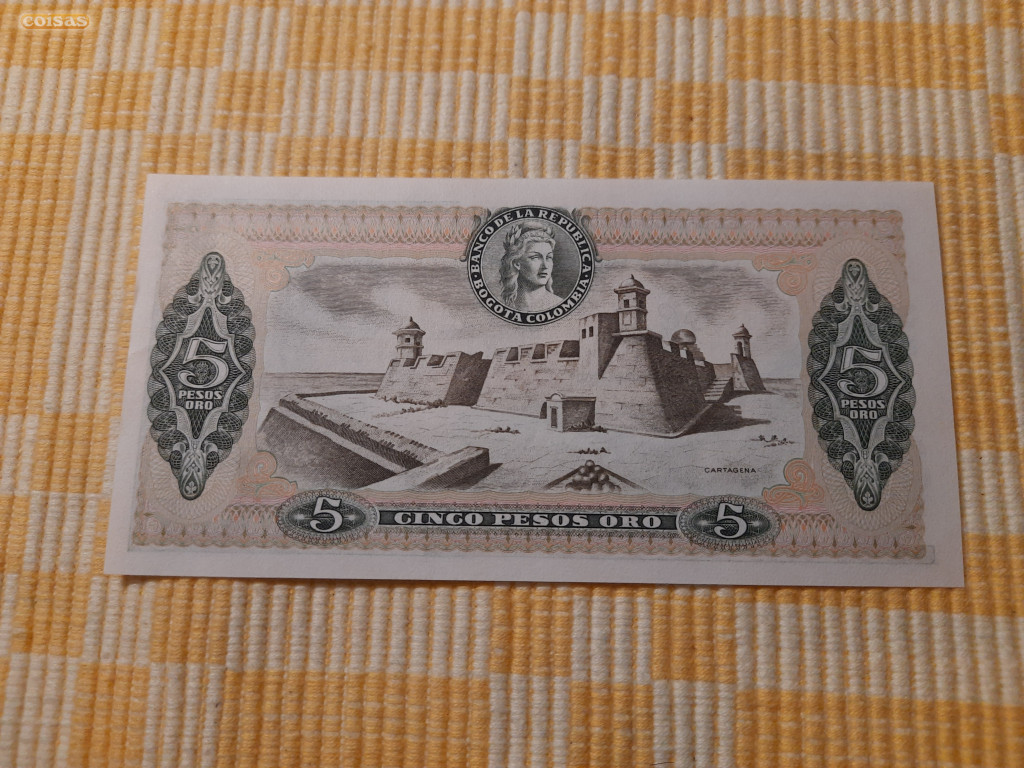 coisas
BANCO DE LA REPUBLICA
BOGOTA COLOMBIA
5
PESOS
ORO
5
PESOS
ORO
CARTAGENA
5
CINCO PESOS ORO
5